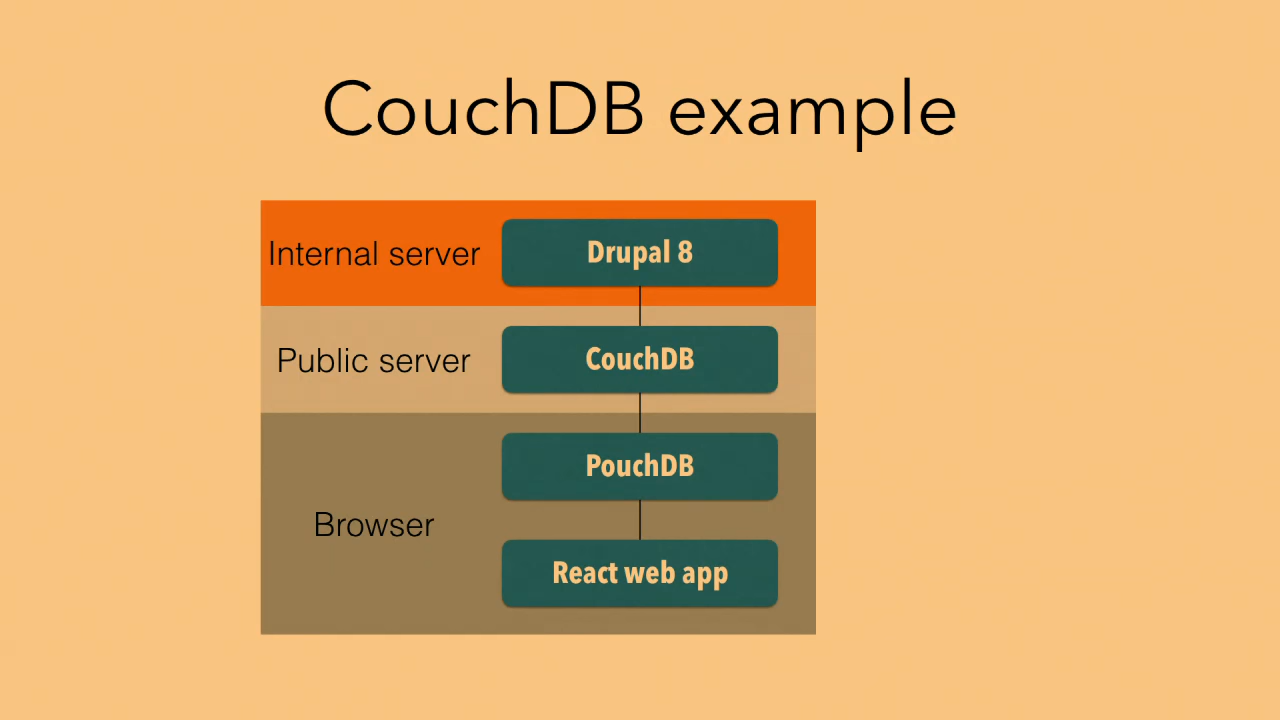 CouchDB example
Internal server
Drupal 8
Public server
CouchDB
PouchDB
Browser
React web app